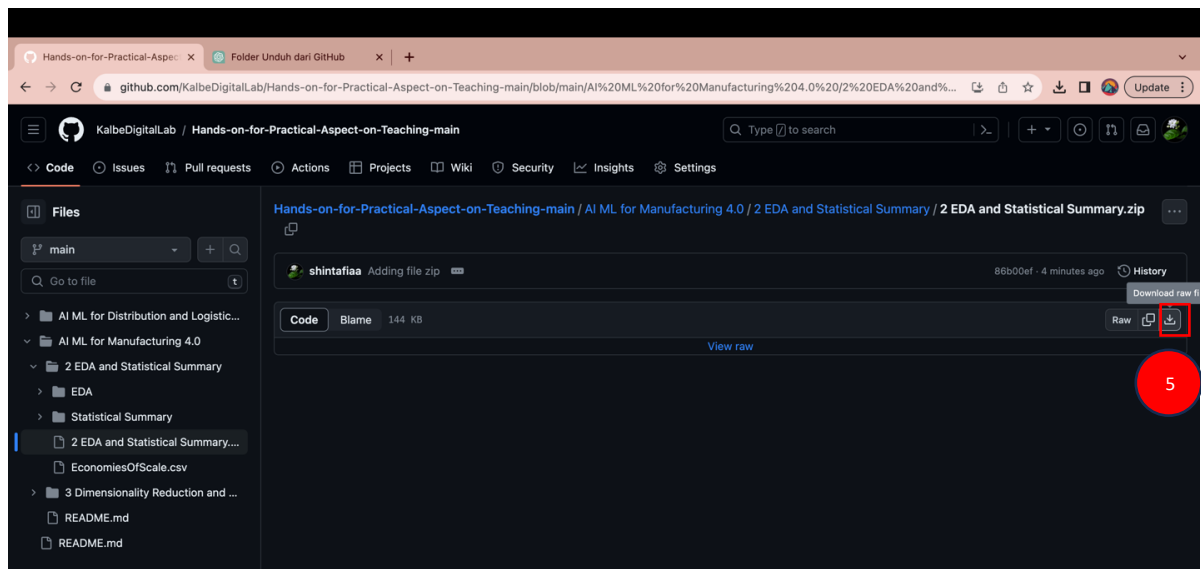 Hands-on-for-Practical-Aspec
Folder Unduh dari GitHub
github.com/KalbeDigitalLab/Hands-on-for-Practical-Aspect-on-Teaching-main/blob/main/AI%20ML%20for%20Manufacturing%204.0%20/2%20EDA%20and%...
Update
KalbeDigitalLab / Hands-on-for-Practical-Aspect-on-Teaching-main
Type / to search
Code Issues Pull requests Actions Projects Wiki Security Insights Settings
Files
main
Go to file t
AI ML for Distribution and Logistic...
AI ML for Manufacturing 4.0
2 EDA and Statistical Summary
EDA
Statistical Summary
2 EDA and Statistical Summary....
EconomiesOfScale.csv
3 Dimensionality Reduction and ...
README.md
README.md
Hands-on-for-Practical-Aspect-on-Teaching-main / AI ML for Manufacturing 4.0 / 2 EDA and Statistical Summary / 2 EDA and Statistical Summary.zip
shintafiaa Adding file zip
86b00ef · 4 minutes ago History
Download raw fi
Code Blame 144 KB
Raw
View raw
5